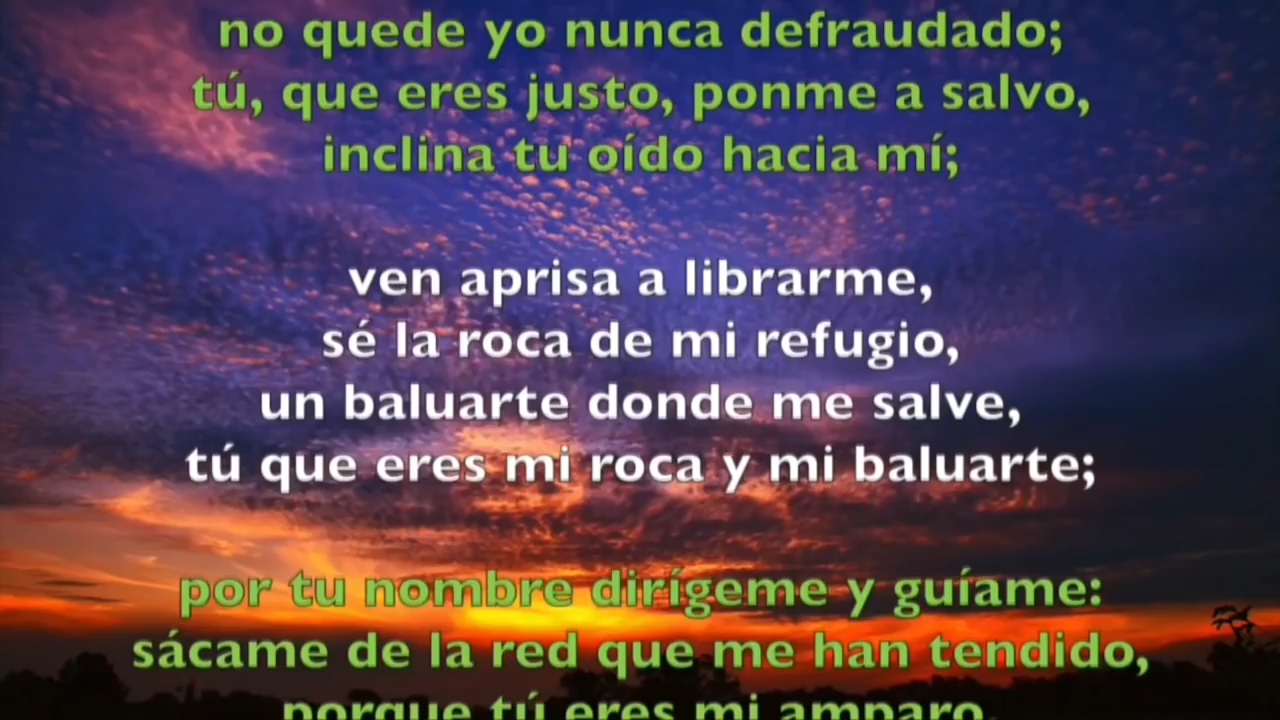 no quede yo nunca defraudado;
tú, que eres justo, ponme a salvo,
inclina tu oído hacia mí;
ven aprisa a librarme,
sé la roca de mi refugio,
un baluarte donde me salve,
tú que eres mi roca y mi baluarte;
por tu nombre dirígeme y guíame:
sácame de la red que me han tendido,
porque tú eres mi amparo.